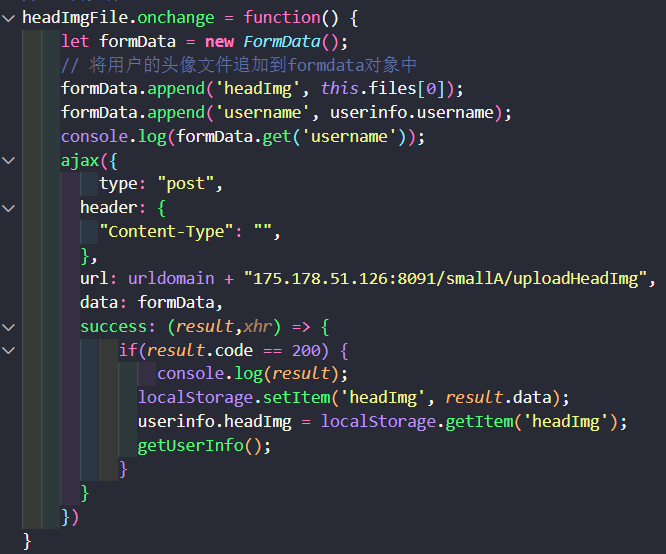 headImgFile.onchange = function() {
let formData = new FormData();
// 将用户的头像文件追加到formdata对象中
formData.append('headImg', this.files[0]);
formData.append('username', userinfo.username);
console.log(formData.get('username'));
ajax({
type: "post",
header: {
"Content-Type": "",
},
url: urldomain + "175.178.51.126:8091/smallA/uploadHeadImg",
data: formData,
success: (result,xhr) => {
if(result.code == 200) {
console.log(result);
localStorage.setItem('headImg', result.data);
userinfo.headImg = localStorage.getItem('headImg');
getUserInfo();
}
}
})
}